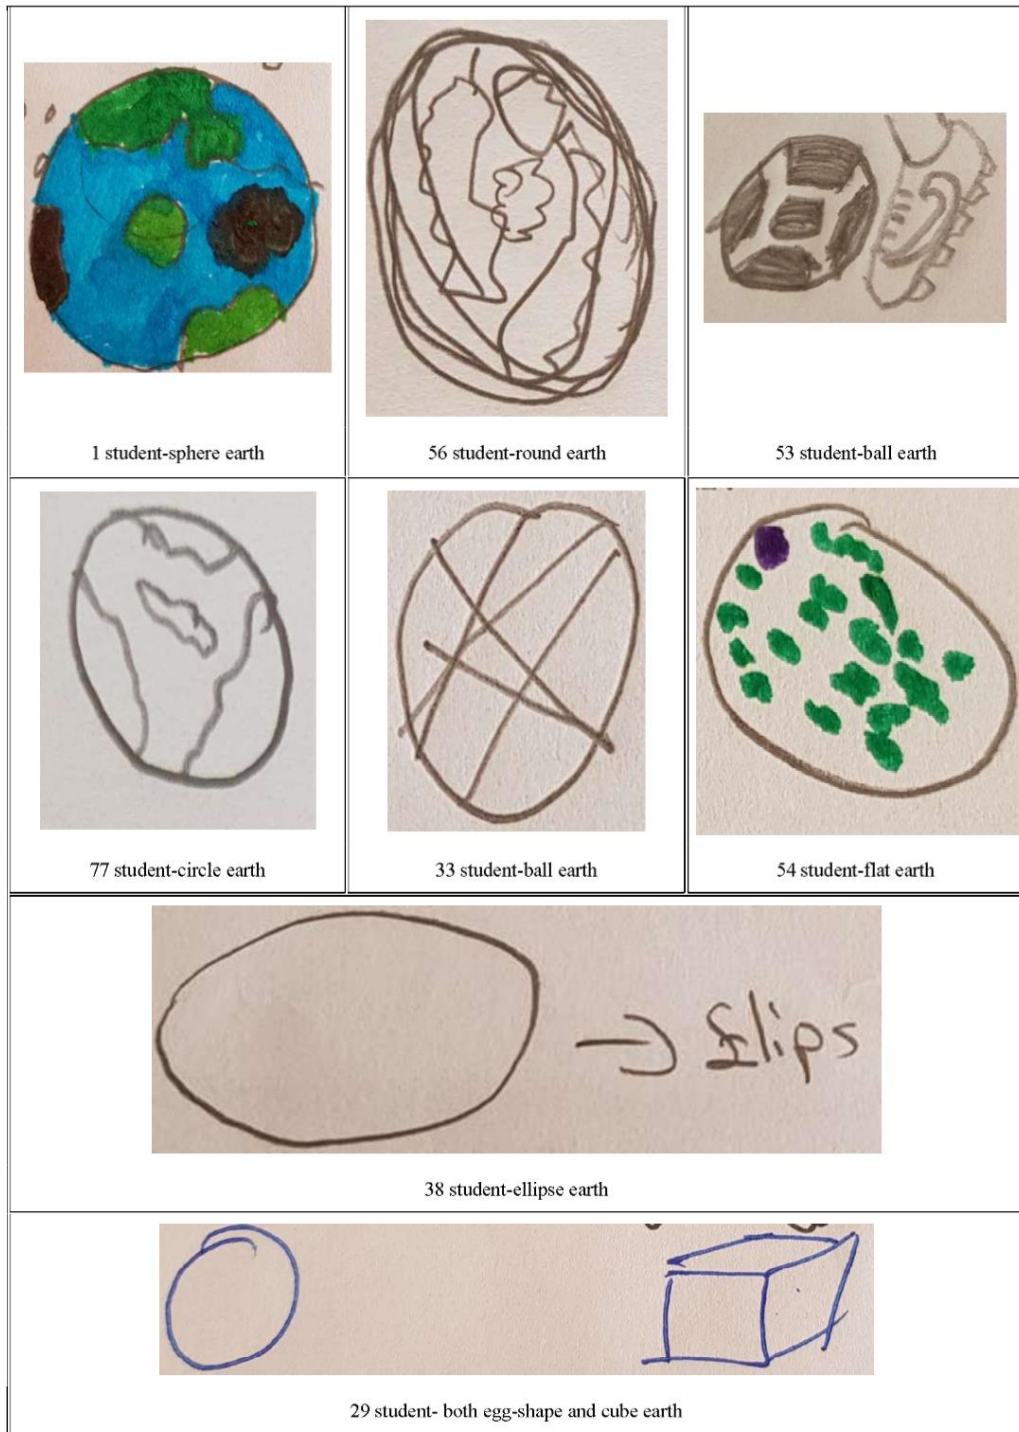 1 student-sphere earth
56 student-round earth
53 student-ball earth
77 student-circle earth
33 student-ball earth
54 student-flat earth
Elips
38 student-ellipse earth
29 student- both egg-shape and cube earth